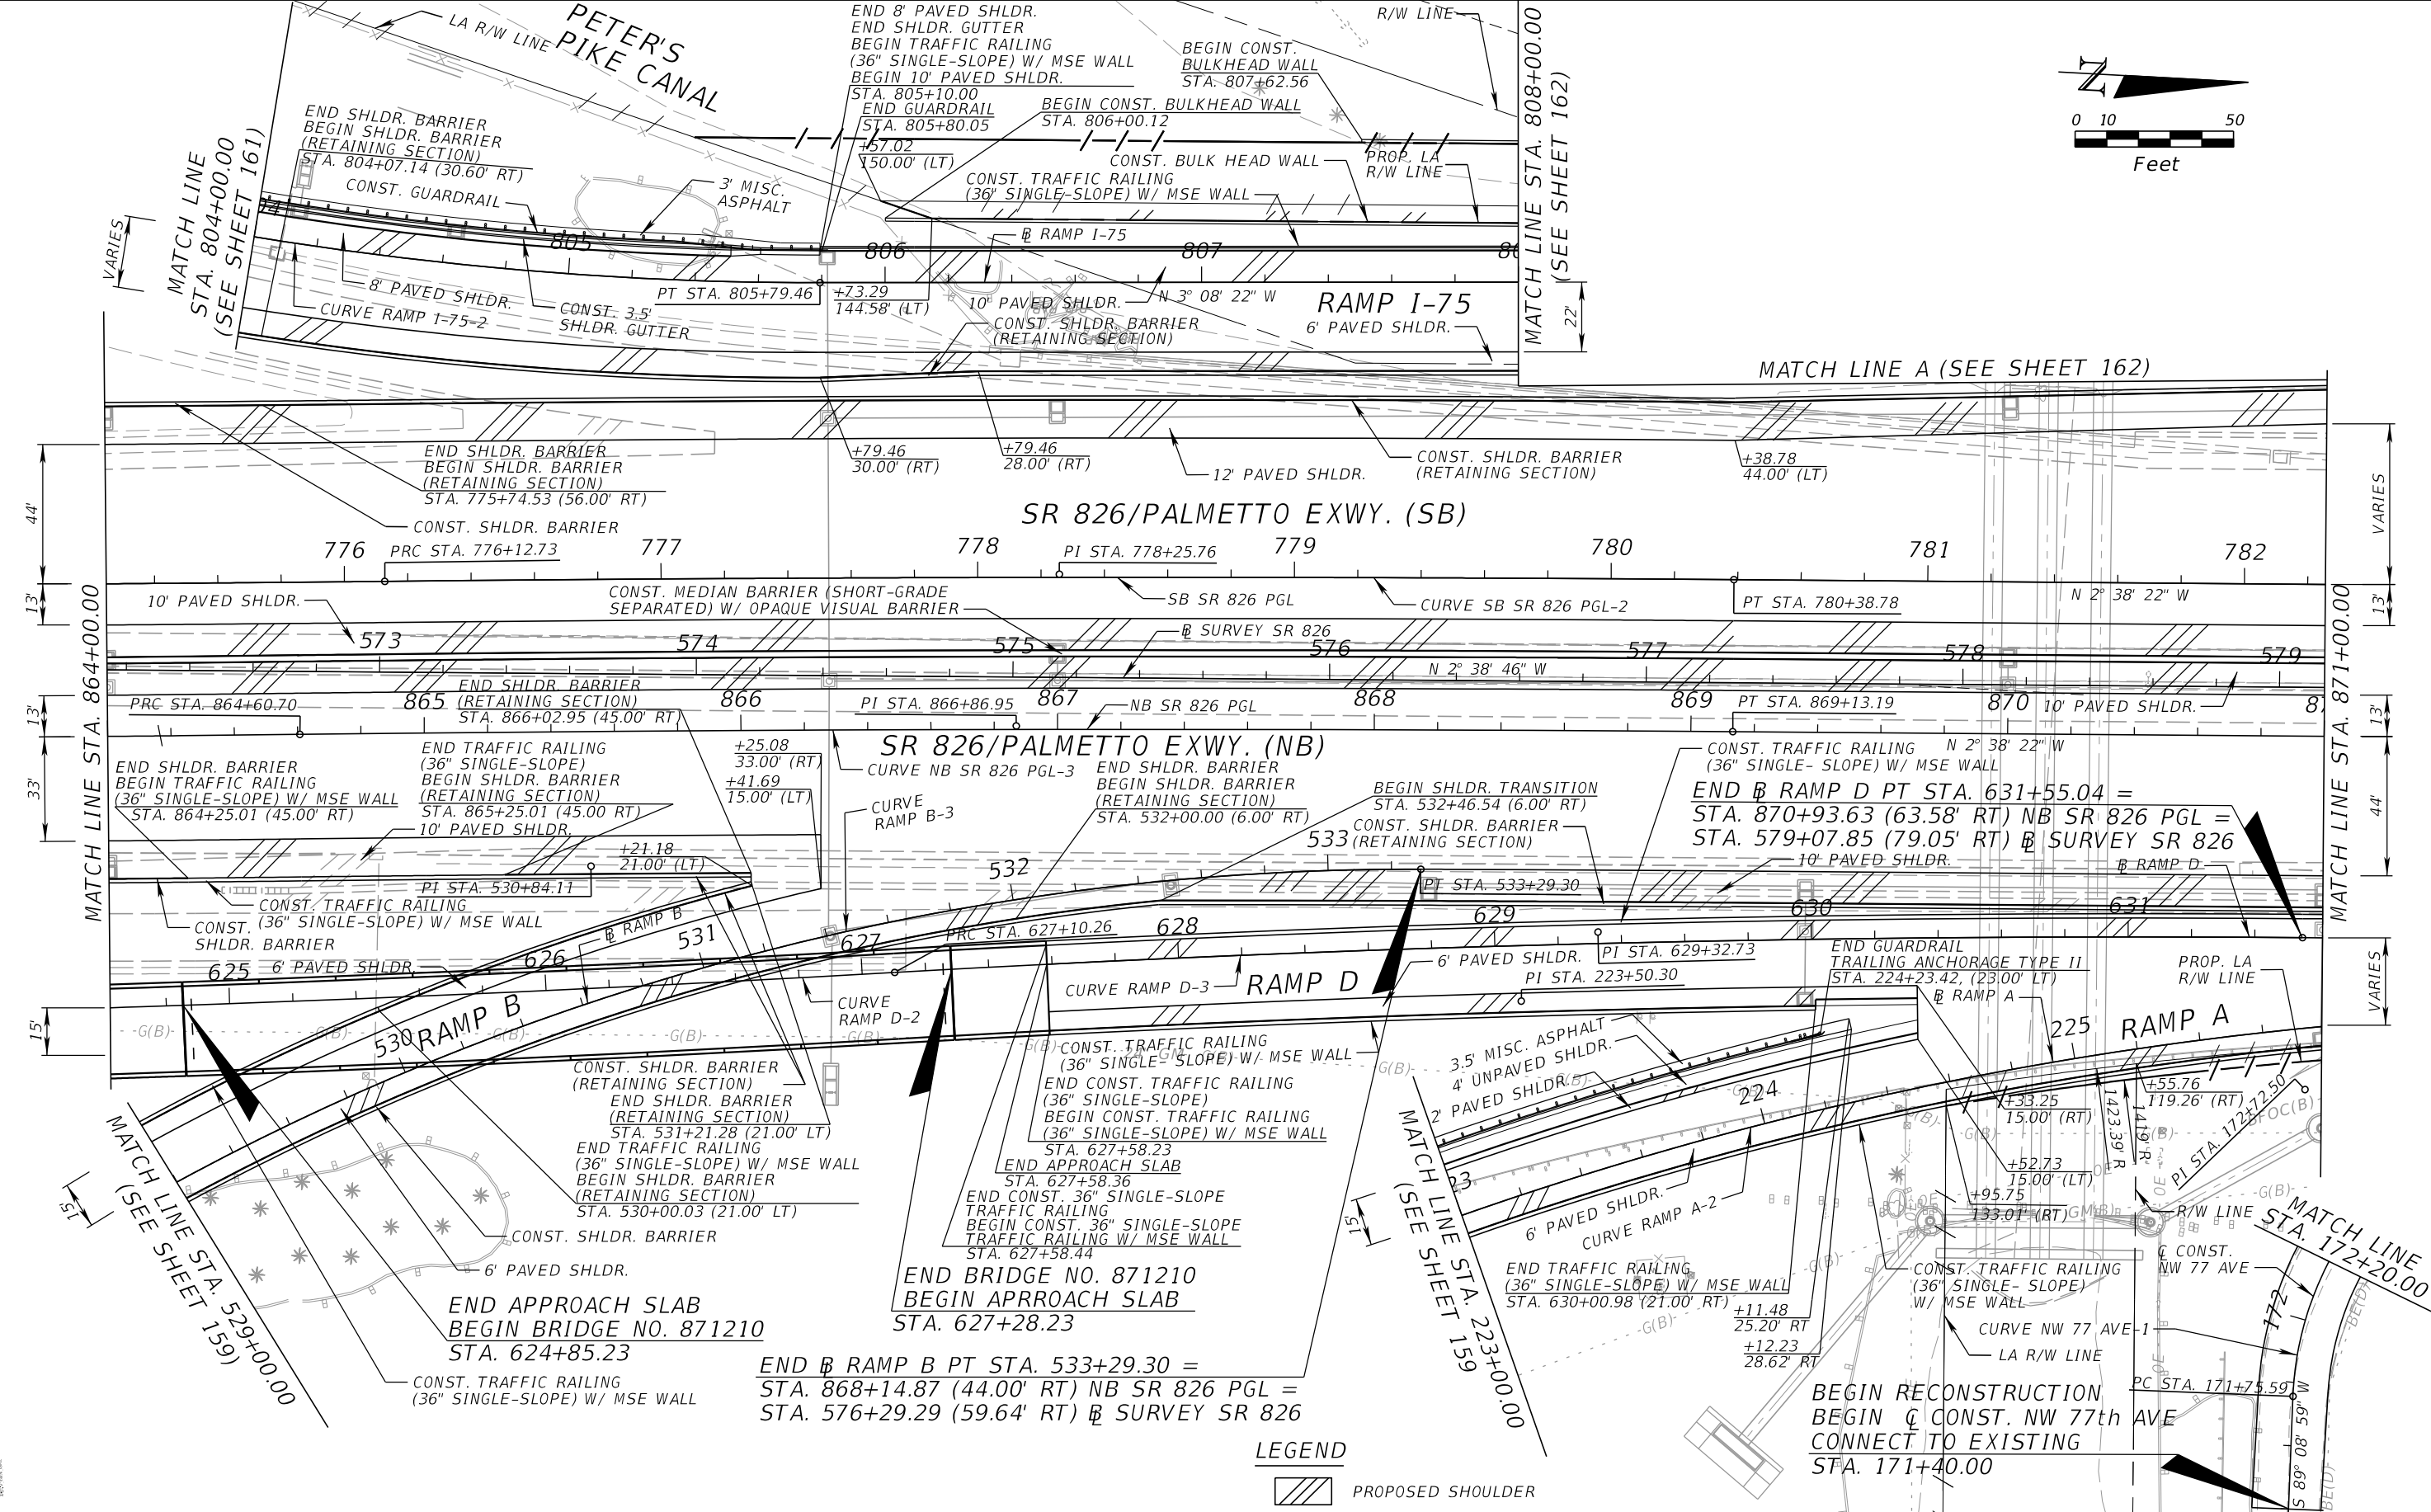 PETER'S
PIKE CANAL
LA R/W LINE
END 8' PAVED SHLDR.
END SHLDR. GUTTER
BEGIN TRAFFIC RAILING
(36" SINGLE-SLOPE) W/ MSE WALL
BEGIN 10' PAVED SHLDR.
STA. 805+10.00
END GUARDRAIL
STA. 805+80.05
BEGIN CONST.
BULKHEAD WALL
STA. 807+62.56
R/W LINE
MATCH LINE STA. 808+00.00
(SEE SHEET 162)
N
0 10 50
Feet
BEGIN CONST. BULKHEAD WALL
STA. 806+00.12
END SHLDR. BARRIER
BEGIN SHLDR. BARRIER
(RETAINING SECTION)
STA. 804+07.14 (30.60' RT)
CONST. GUARDRAIL
MATCH LINE
STA. 804+00.00
(SEE SHEET 161)
VARIES
3' MISC.
ASPHALT
+57.02
150.00' (LT)
CONST. BULK HEAD WALL
PROP. LA
R/W LINE
CONST. TRAFFIC RAILING
(36" SINGLE-SLOPE) W/ MSE WALL
04
805
806
807
80
B/L RAMP I-75
8' PAVED SHLDR.
CURVE RAMP I-75-2
CONST. 3.5'
SHLDR. GUTTER
PT STA. 805+79.46
+73.29
144.58' (LT)
10' PAVED SHLDR.
N 3° 08' 22" W
RAMP I-75
6' PAVED SHLDR.
22'
CONST. SHLDR. BARRIER
(RETAINING SECTION)
MATCH LINE A (SEE SHEET 162)
44'
13'
END SHLDR. BARRIER
BEGIN SHLDR. BARRIER
(RETAINING SECTION)
STA. 775+74.53 (56.00' RT)
CONST. SHLDR. BARRIER
+79.46
30.00' (RT)
+79.46
28.00' (RT)
12' PAVED SHLDR.
CONST. SHLDR. BARRIER
(RETAINING SECTION)
+38.78
44.00' (LT)
VARIES
SR 826/PALMETTO EXWY. (SB)
776
PRC STA. 776+12.73
777
778
PI STA. 778+25.76
779
780
781
782
10' PAVED SHLDR.
CONST. MEDIAN BARRIER (SHORT-GRADE
SEPARATED) W/ OPAQUE VISUAL BARRIER
SB SR 826 PGL
CURVE SB SR 826 PGL-2
PT STA. 780+38.78
N 2° 38' 22" W
13'
573
574
575
B/L SURVEY SR 826
576
577
578
579
N 2° 38' 46" W
MATCH LINE STA. 864+00.00
MATCH LINE STA. 871+00.00
13'
PRC STA. 864+60.70
865
END SHLDR. BARRIER
(RETAINING SECTION)
STA. 866+02.95 (45.00' RT)
866
PI STA. 866+86.95
867
NB SR 826 PGL
868
869
PT STA. 869+13.19
870
10' PAVED SHLDR.
87
13'
SR 826/PALMETTO EXWY. (NB)
N 2° 38' 22" W
33'
44'
END SHLDR. BARRIER
BEGIN TRAFFIC RAILING
(36" SINGLE-SLOPE) W/ MSE WALL
STA. 864+25.01 (45.00' RT)
END TRAFFIC RAILING
(36" SINGLE-SLOPE)
BEGIN SHLDR. BARRIER
(RETAINING SECTION)
STA. 865+25.01 (45.00 RT)
10' PAVED SHLDR.
+25.08
33.00' (RT)
+41.69
15.00' (LT)
CURVE NB SR 826 PGL-3
CURVE
RAMP B-3
END SHLDR. BARRIER
BEGIN SHLDR. BARRIER
(RETAINING SECTION)
STA. 532+00.00 (6.00' RT)
BEGIN SHLDR. TRANSITION
STA. 532+46.54 (6.00' RT)
CONST. SHLDR. BARRIER
(RETAINING SECTION)
CONST. TRAFFIC RAILING
(36" SINGLE- SLOPE) W/ MSE WALL
END B/L RAMP D PT STA. 631+55.04 =
STA. 870+93.63 (63.58' RT) NB SR 826 PGL =
STA. 579+07.85 (79.05' RT) B/L SURVEY SR 826
10' PAVED SHLDR.
B/L RAMP D
+21.18
21.00' (LT)
PI STA. 530+84.11
532
533
PT STA. 533+29.30
CONST. TRAFFIC RAILING
(36" SINGLE-SLOPE) W/ MSE WALL
CONST.
SHLDR BARRIER
B/L RAMP B
531
PRC STA. 627+10.26
625
626
627
628
629
630
631
6' PAVED SHLDR.
CURVE RAMP D-3
RAMP D
6' PAVED SHLDR.
PI STA. 629+32.73
PI STA. 223+50.30
END GUARDRAIL
TRAILING ANCHORAGE TYPE II
STA. 224+23.42, (23.00' LT)
B/L RAMP A
PROP. LA
R/W LINE
VARIES
15'
G(B)
530
RAMP B
CURVE
RAMP D-2
CONST. TRAFFIC RAILING
(36" SINGLE- SLOPE) W/ MSE WALL
3.5' MISC. ASPHALT
4' UNPAVED SHLDR.
2' PAVED SHLDR.
225
RAMP A
224
CONST. SHLDR. BARRIER
(RETAINING SECTION)
END SHLDR. BARRIER
(RETAINING SECTION)
STA. 531+21.28 (21.00' LT)
END CONST. TRAFFIC RAILING
(36" SINGLE-SLOPE)
BEGIN CONST. TRAFFIC RAILING
(36" SINGLE-SLOPE) W/ MSE WALL
STA. 627+58.23
END APPROACH SLAB
STA. 627+58.36
END TRAFFIC RAILING
(36" SINGLE-SLOPE) W/ MSE WALL
BEGIN SHLDR. BARRIER
(RETAINING SECTION)
STA. 530+00.03 (21.00' LT)
END CONST. 36" SINGLE-SLOPE
TRAFFIC RAILING
BEGIN CONST. 36" SINGLE-SLOPE
TRAFFIC RAILING W/ MSE WALL
STA. 627+58.44
CONST. SHLDR. BARRIER
6' PAVED SHLDR.
MATCH LINE STA. 529+00.00
(SEE SHEET 159)
15'
MATCH LINE STA. 223+00.00
(SEE SHEET 159
15'
23
6' PAVED SHLDR.
CURVE RAMP A-2
+33.25
15.00' (RT)
+55.76
119.26' (RT)
1423.39' R
1419' R
PI STA. 172+72.50
BFOC(B)
+52.73
15.00' (LT)
+95.75
133.01' (RT)
GM(B)
OE
R/W LINE
MATCH LINE
STA. 172+20.00
END BRIDGE NO. 871210
BEGIN APRROACH SLAB
STA. 627+28.23
END APPROACH SLAB
BEGIN BRIDGE NO. 871210
STA. 624+85.23
CONST. TRAFFIC RAILING
(36" SINGLE-SLOPE) W/ MSE WALL
END TRAFFIC RAILING
(36" SINGLE-SLOPE) W/ MSE WALL
STA. 630+00.98 (21.00' RT)
+11.48
25.20' RT
+12.23
28.62' RT
CONST. TRAFFIC RAILING
(36" SINGLE- SLOPE)
W/ MSE WALL
C/L CONST.
NW 77 AVE
172
CURVE NW 77 AVE-1
LA R/W LINE
PC STA. 171+75.59
BE(D)
END B/L RAMP B PT STA. 533+29.30 =
STA. 868+14.87 (44.00' RT) NB SR 826 PGL =
STA. 576+29.29 (59.64' RT) B/L SURVEY SR 826
BEGIN RECONSTRUCTION
BEGIN C/L CONST. NW 77th AVE
CONNECT TO EXISTING
STA. 171+40.00
S 89° 08' 59" W
LEGEND
PROPOSED SHOULDER